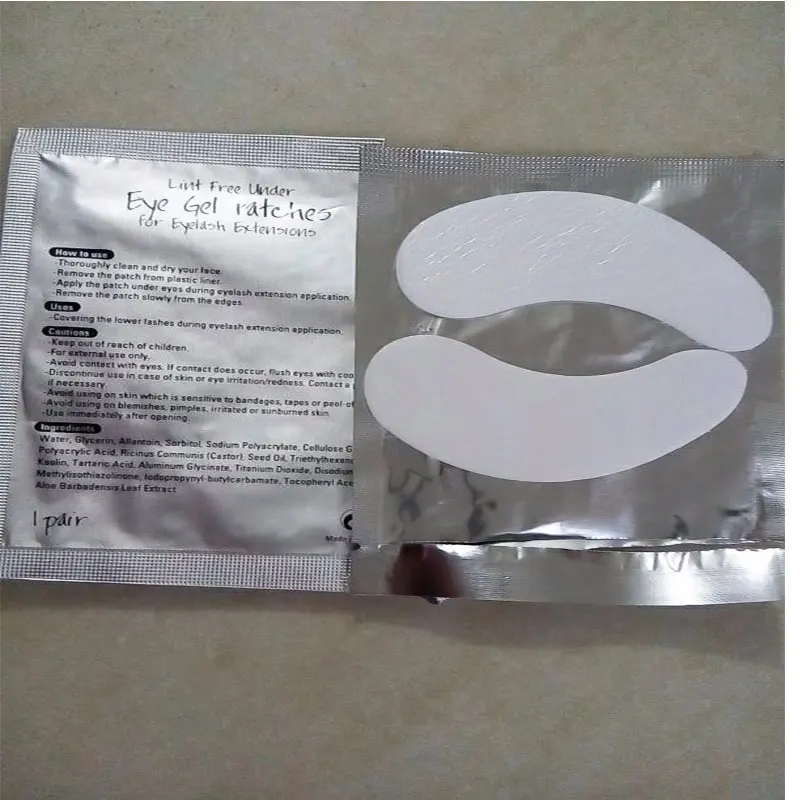 Lint Free Under
Eye Gel ratches
for Eyelash Extensions
How to use
-Thoroughly clean and dry your face.
-Remove the patch from plastic liner.
-Apply the patch under eyes during eyelash extension application.
-Remove the patch slowly from the edges.
Uses
-Covering the lower lashes during eyelash extension application.
Cautions
-Keep out of reach of children.
-For external use only.
-Avoid contact with eyes. If contact does occur, flush eyes with coo
-Discontinue use in case of skin or eye irritation/redness. Contact a
if necessary.
-Avoid using on skin which is sensitive to bandages, tapes or peel-of
-Avoid using on blemishes, pimples, irritated or sunburned skin.
-Use immediately after opening.
Ingredients
Water, Glycerin, Allantoin, Sorbitol, Sodium Polyacrylate, Cellulose G
Polyacrylic Acid, Ricinus Communis (Castor), Seed Oil, Triethylhexan
Kaolin, Tartaric Acid, Aluminum Glycinate, Titanium Dioxide, Disodium
Methylisothiazolinone, Iodopropynyl-butylcarbamate, Tocopheryl Ace
Aloe Barbadensis Leaf Extract
1 pair
Made